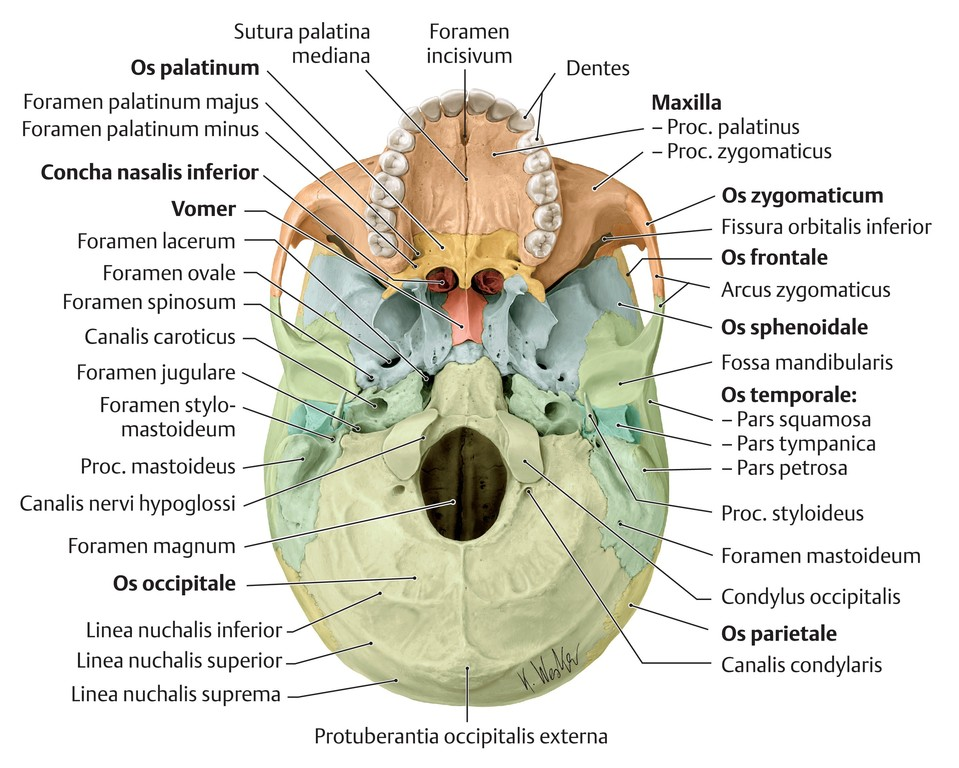 Sutura palatina
mediana
Foramen
incisivum
Dentes
Os palatinum
Foramen palatinum majus
Foramen palatinum minus
Concha nasalis inferior
Vomer
Foramen lacerum
Foramen ovale
Foramen spinosum
Canalis caroticus
Foramen jugulare
Foramen stylo-
mastoideum
Proc. mastoideus
Canalis nervi hypoglossi
Foramen magnum
Os occipitale
Linea nuchalis inferior
Linea nuchalis superior
Linea nuchalis suprema
Maxilla
– Proc. palatinus
– Proc. zygomaticus
Os zygomaticum
Fissura orbitalis inferior
Os frontale
Arcus zygomaticus
Os sphenoidale
Fossa mandibularis
Os temporale:
– Pars squamosa
– Pars tympanica
– Pars petrosa
Proc. styloideus
Foramen mastoideum
Condylus occipitalis
Os parietale
Canalis condylaris
K. Wesker
Protuberantia occipitalis externa